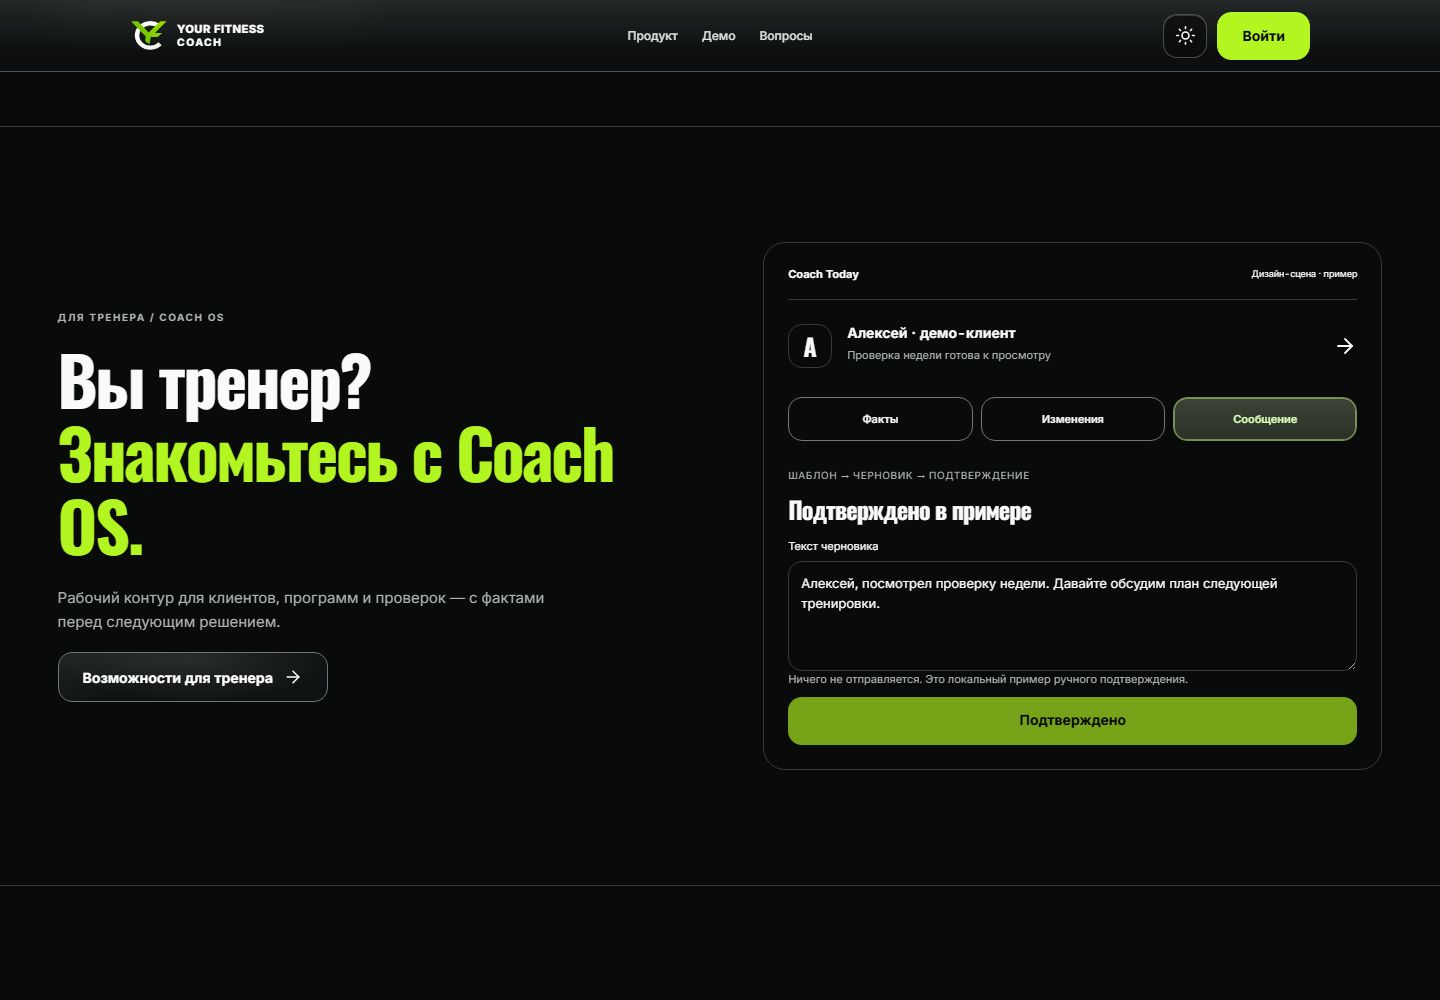 YOUR FITNESS
COACH
Продукт
Демо
Вопросы
Войти
ДЛЯ ТРЕНЕРА / COACH OS
Вы тренер?
Знакомьтесь с Coach
OS.
Рабочий контур для клиентов, программ и проверок — с фактами
перед следующим решением.
Возможности для тренера
Coach Today
Дизайн-сцена · пример
А
Алексей · демо-клиент
Проверка недели готова к просмотру
Факты
Изменения
Сообщение
ШАБЛОН → ЧЕРНОВИК → ПОДТВЕРЖДЕНИЕ
Подтверждено в примере
Текст черновика
Алексей, посмотрел проверку недели. Давайте обсудим план следующей
тренировки.
Ничего не отправляется. Это локальный пример ручного подтверждения.
Подтверждено